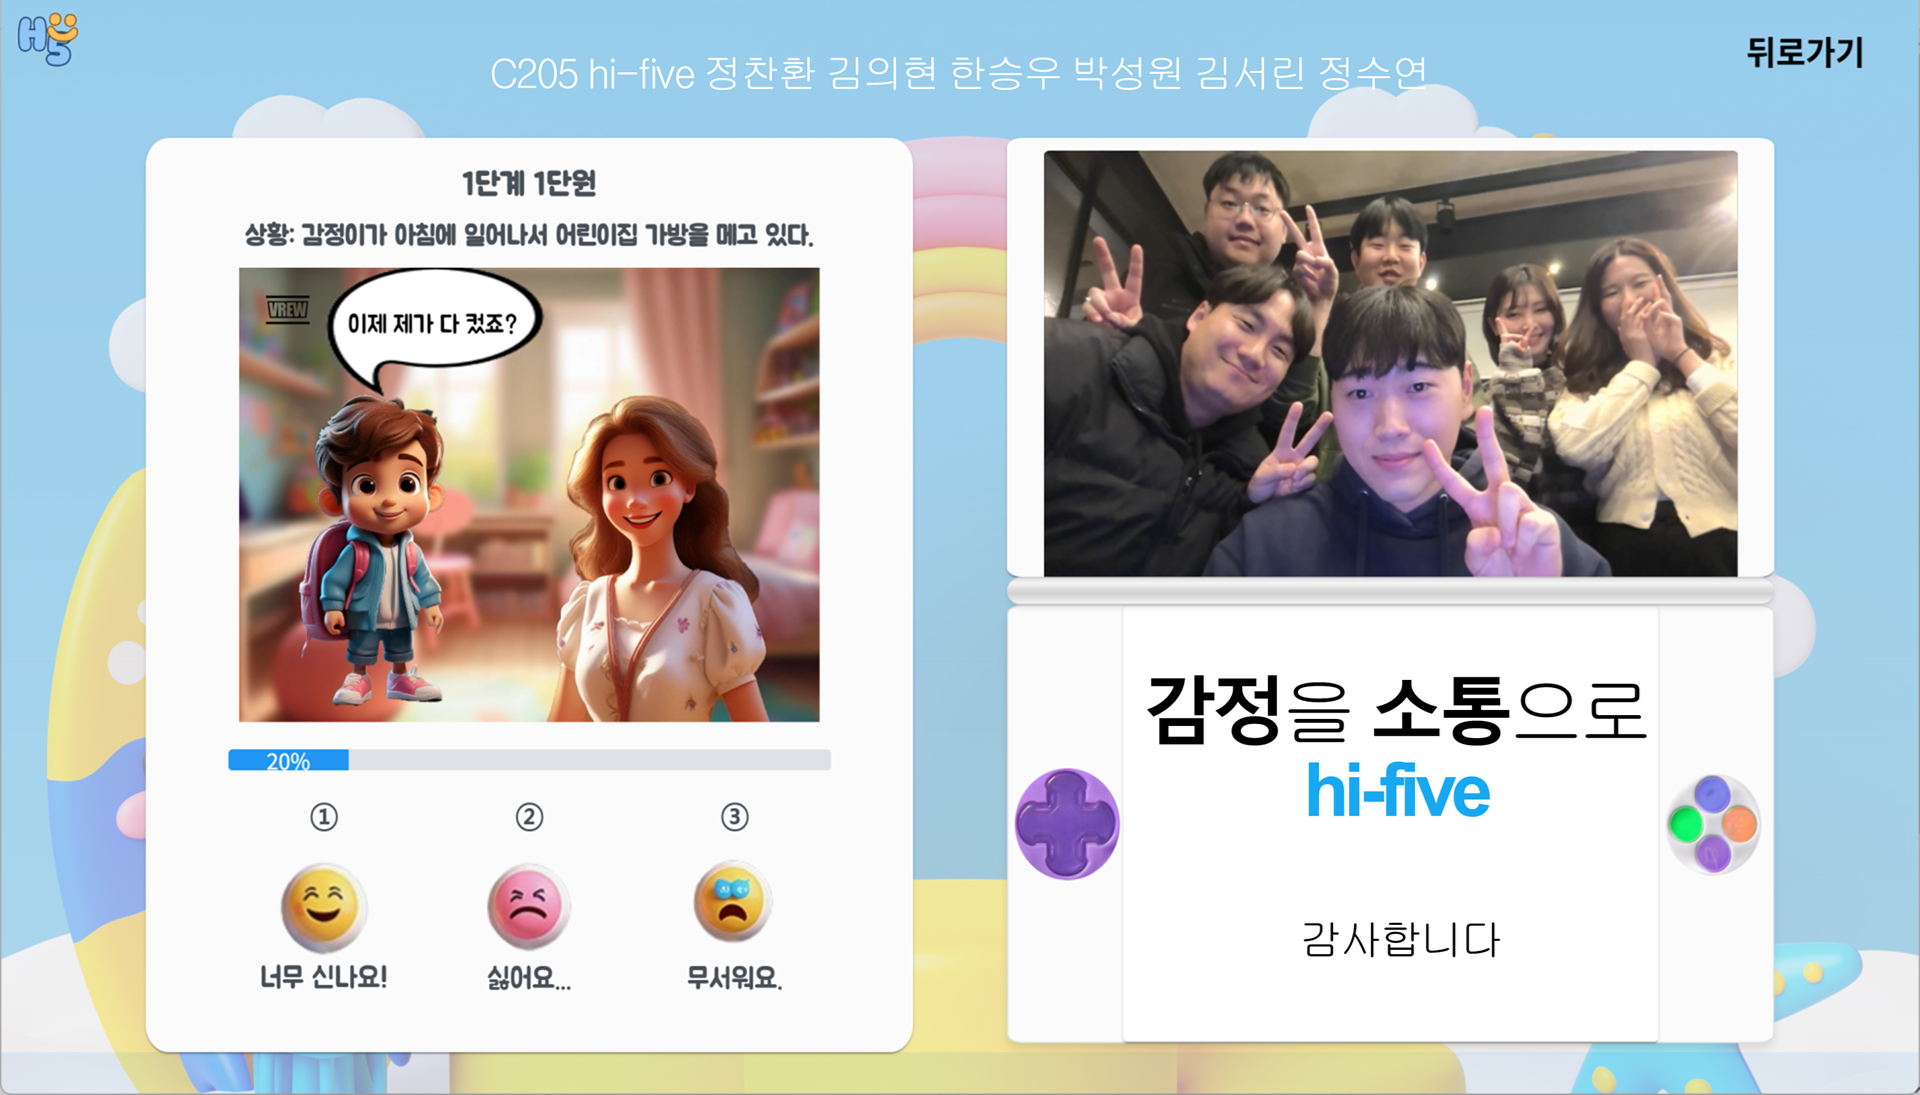 H5
C205 hi-five 정찬환 김의현 한승우 박성원 김서린 정수연
뒤로가기
1단계 1단원
상황: 감정이가 아침에 일어나서 어린이집 가방을 메고 있다.
VREW
이제 제가 다 컸죠?
20%
① ② ③
너무 신나요! 싫어요... 무서워요.
감정을 소통으로
hi-five
감사합니다